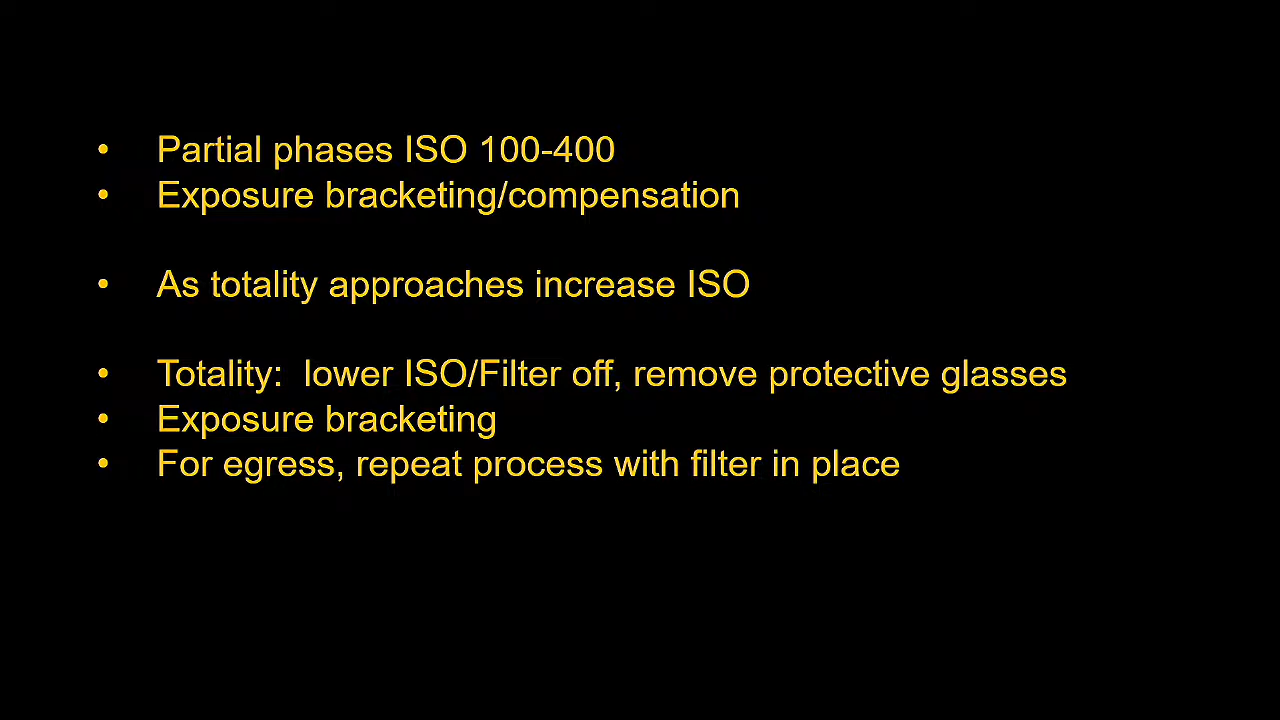 • Partial phases ISO 100-400
• Exposure bracketing/compensation
• As totality approaches increase ISO
• Totality:  lower ISO/Filter off, remove protective glasses
• Exposure bracketing
• For egress, repeat process with filter in place